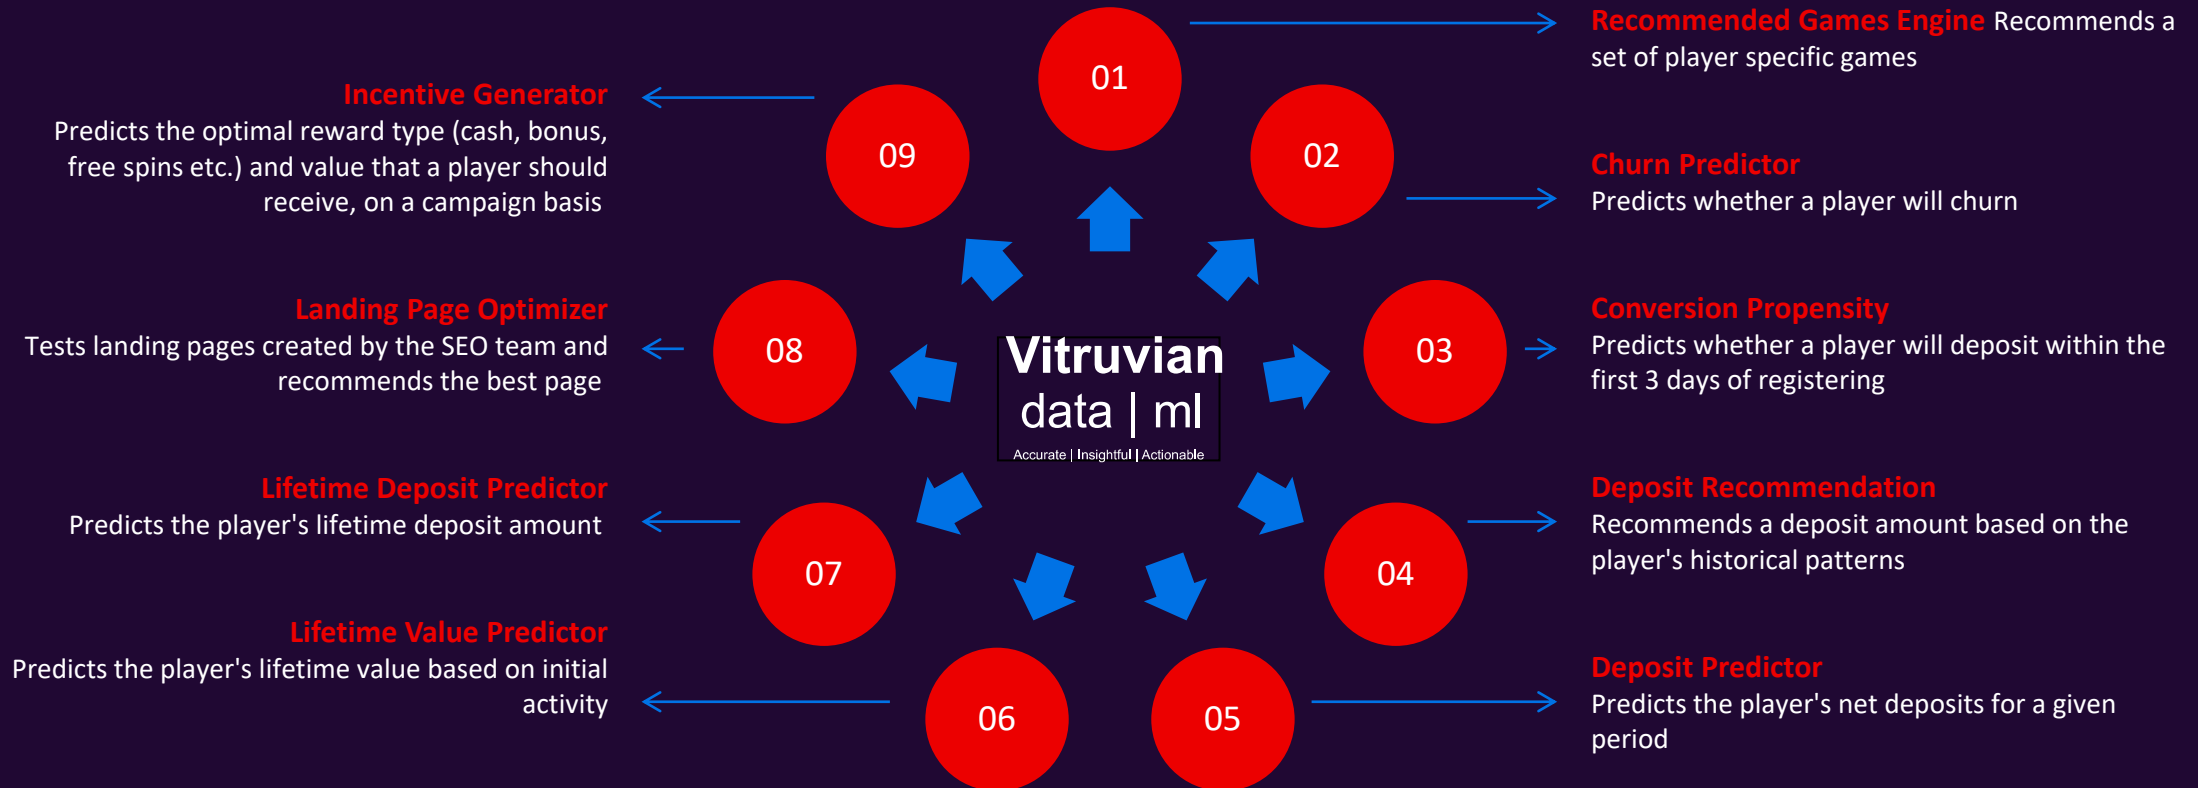 01
Recommended Games Engine Recommends a
set of player specific games
02
Churn Predictor
Predicts whether a player will churn
03
Conversion Propensity
Predicts whether a player will deposit within the
first 3 days of registering
04
Deposit Recommendation
Recommends a deposit amount based on the
player's historical patterns
05
Deposit Predictor
Predicts the player's net deposits for a given
period
06
Lifetime Value Predictor
Predicts the player's lifetime value based on initial
activity
07
Lifetime Deposit Predictor
Predicts the player's lifetime deposit amount
08
Landing Page Optimizer
Tests landing pages created by the SEO team and
recommends the best page
09
Incentive Generator
Predicts the optimal reward type (cash, bonus,
free spins etc.) and value that a player should
receive, on a campaign basis
Vitruvian
data | ml
Accurate | Insightful | Actionable